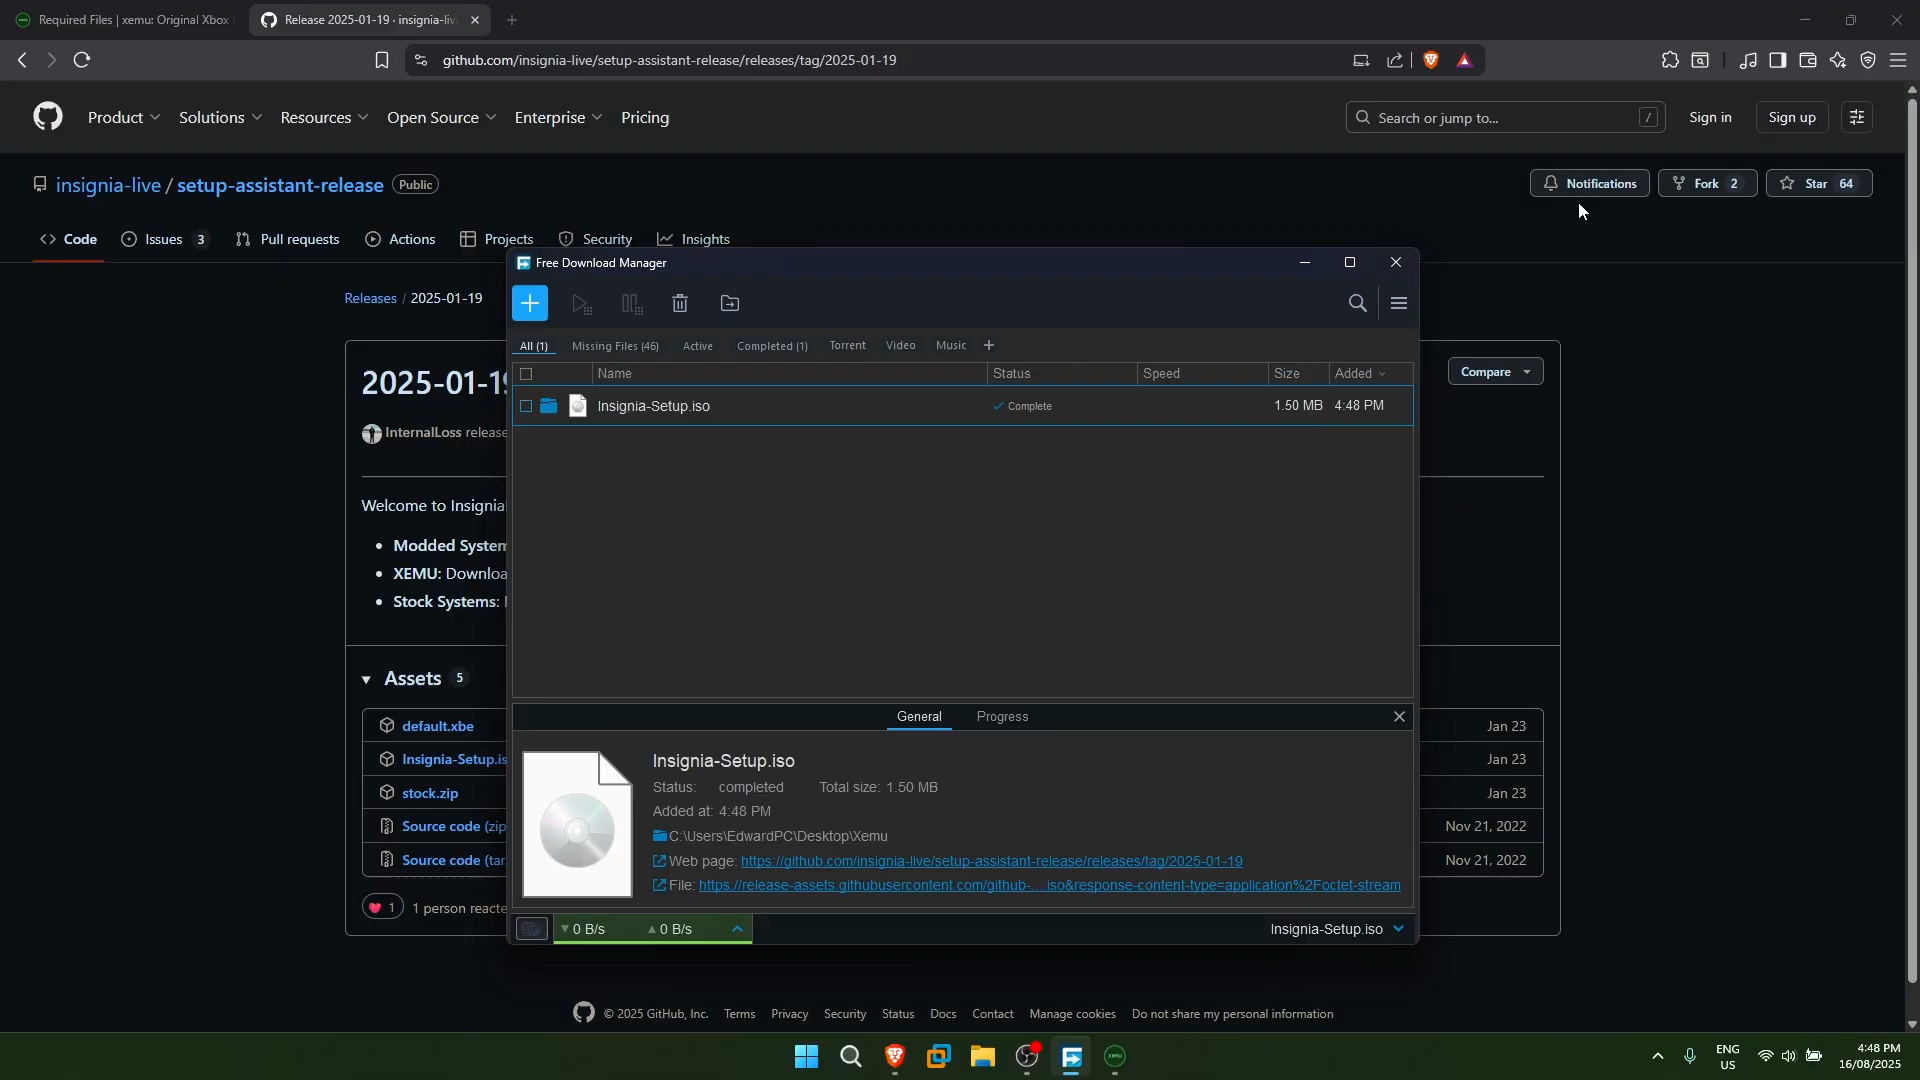 Required Files | xemu: Original Xbox
Release 2025-01-19 · insignia-liv
github.com/insignia-live/setup-assistant-release/releases/tag/2025-01-19
Product
Solutions
Resources
Open Source
Enterprise
Pricing
Search or jump to...
/
Sign in
Sign up
insignia-live / setup-assistant-release
Public
Notifications
Fork 2
Star 64
Code
Issues 3
Pull requests
Actions
Projects
Security
Insights
Free Download Manager
Releases / 2025-01-19
All (1)
Missing Files (46)
Active
Completed (1)
Torrent
Video
Music
+
Name
Status
Speed
Size
Added
Insignia-Setup.iso
Complete
1.50 MB
4:48 PM
2025-01-19
Compare
InternalLoss release
Welcome to Insignia
• Modded System
• XEMU: Downloa
• Stock Systems:
Assets 5
default.xbe
Jan 23
Insignia-Setup.is
Jan 23
stock.zip
Jan 23
Source code (zip
Nov 21, 2022
Source code (tar.
Nov 21, 2022
1
1 person reacte
General
Progress
Insignia-Setup.iso
Status: completed Total size: 1.50 MB
Added at: 4:48 PM
C:\Users\EdwardPC\Desktop\Xemu
Web page: https://github.com/insignia-live/setup-assistant-release/releases/tag/2025-01-19
File: https://release-assets.githubusercontent.com/github-....iso&response-content-type=application%2Foctet-stream
0 B/s
0 B/s
Insignia-Setup.iso
© 2025 GitHub, Inc.
Terms
Privacy
Security
Status
Docs
Contact
Manage cookies
Do not share my personal information
ENG
US
4:48 PM
16/08/2025